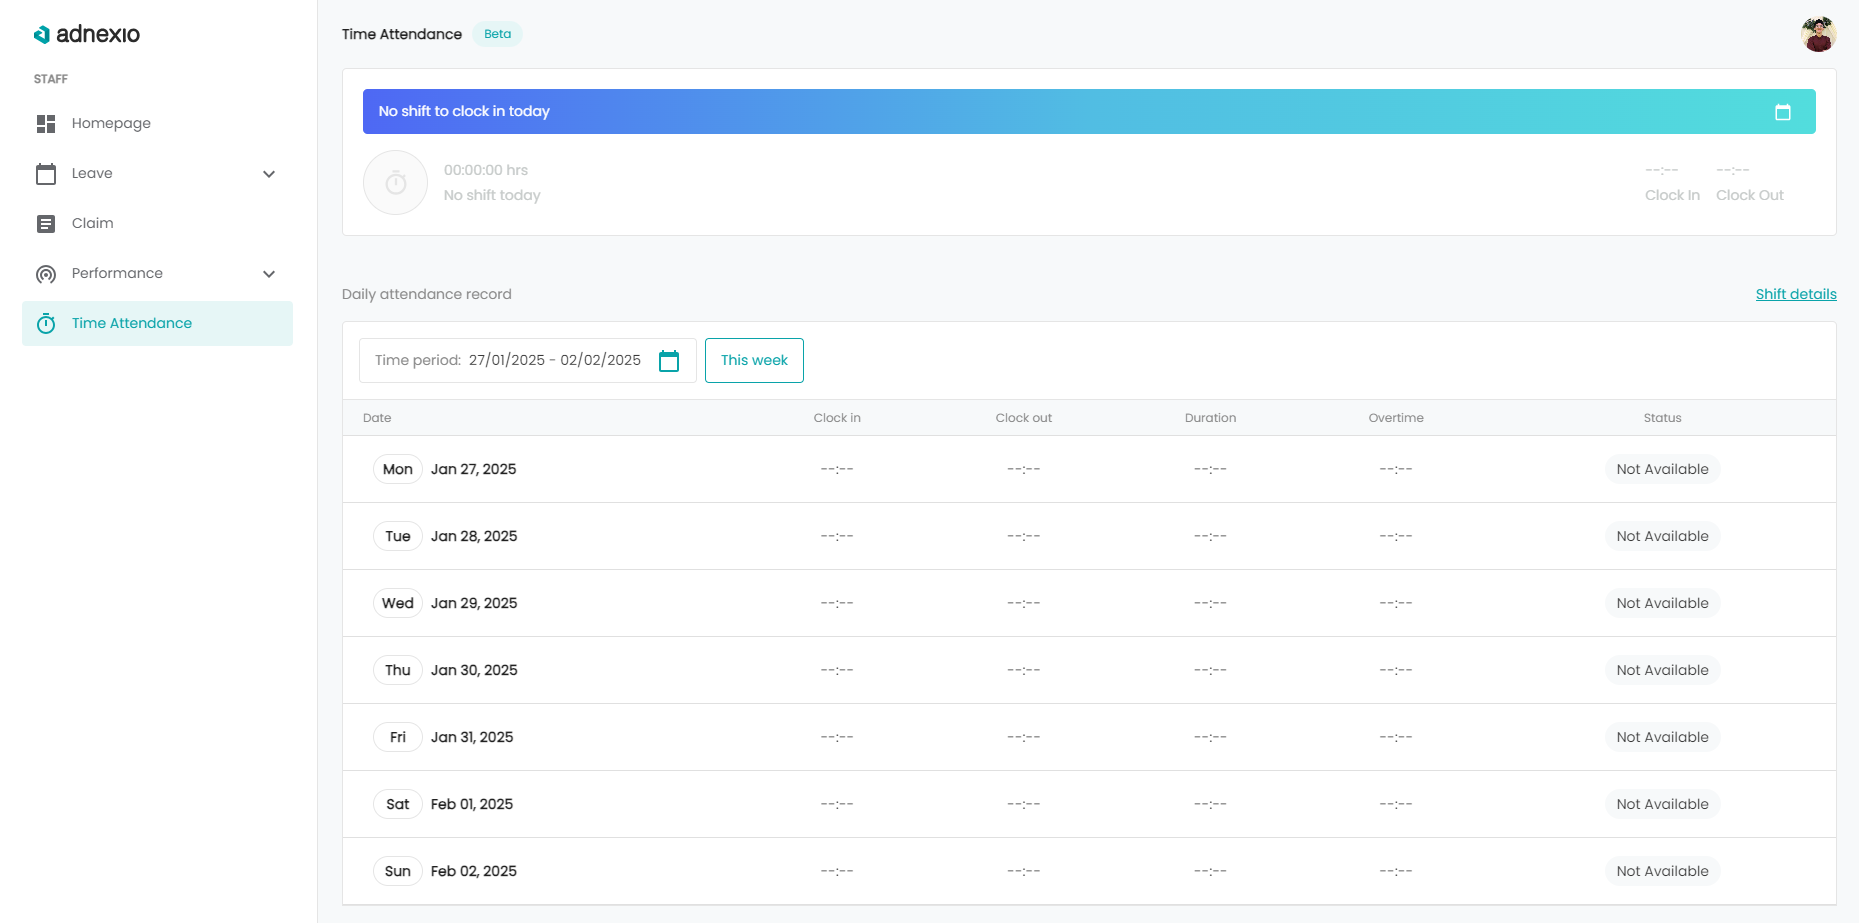 adnexio
STAFF
Homepage
Leave
Claim
Performance
Time Attendance
Time Attendance Beta
No shift to clock in today
00:00:00 hrs
No shift today
--:-- --:--
Clock In Clock Out
Daily attendance record Shift details
Time period: 27/01/2025 - 02/02/2025 This week
Date Clock in Clock out Duration Overtime Status
Mon Jan 27, 2025 --:-- --:-- --:-- --:-- Not Available
Tue Jan 28, 2025 --:-- --:-- --:-- --:-- Not Available
Wed Jan 29, 2025 --:-- --:-- --:-- --:-- Not Available
Thu Jan 30, 2025 --:-- --:-- --:-- --:-- Not Available
Fri Jan 31, 2025 --:-- --:-- --:-- --:-- Not Available
Sat Feb 01, 2025 --:-- --:-- --:-- --:-- Not Available
Sun Feb 02, 2025 --:-- --:-- --:-- --:-- Not Available